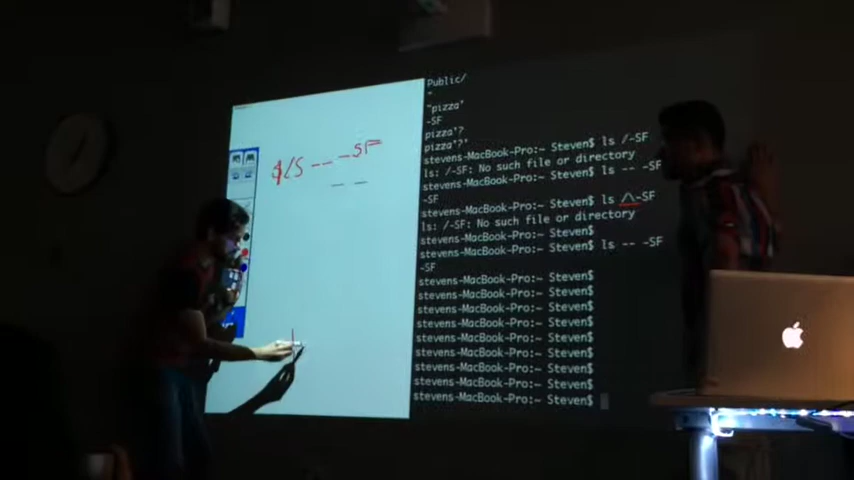 $ ls -- -SF
-- --
Public/
"
"pizza"
-SF
pizza"?
pizza"?"
stevens-MacBook-Pro:~ Steven$ ls /-SF
ls: /-SF: No such file or directory
stevens-MacBook-Pro:~ Steven$ ls -- -SF
-SF
stevens-MacBook-Pro:~ Steven$ ls /-SF
ls: /-SF: No such file or directory
stevens-MacBook-Pro:~ Steven$
stevens-MacBook-Pro:~ Steven$ ls -- -SF
-SF
stevens-MacBook-Pro:~ Steven$
stevens-MacBook-Pro:~ Steven$
stevens-MacBook-Pro:~ Steven$
stevens-MacBook-Pro:~ Steven$
stevens-MacBook-Pro:~ Steven$
stevens-MacBook-Pro:~ Steven$
stevens-MacBook-Pro:~ Steven$
stevens-MacBook-Pro:~ Steven$
stevens-MacBook-Pro:~ Steven$